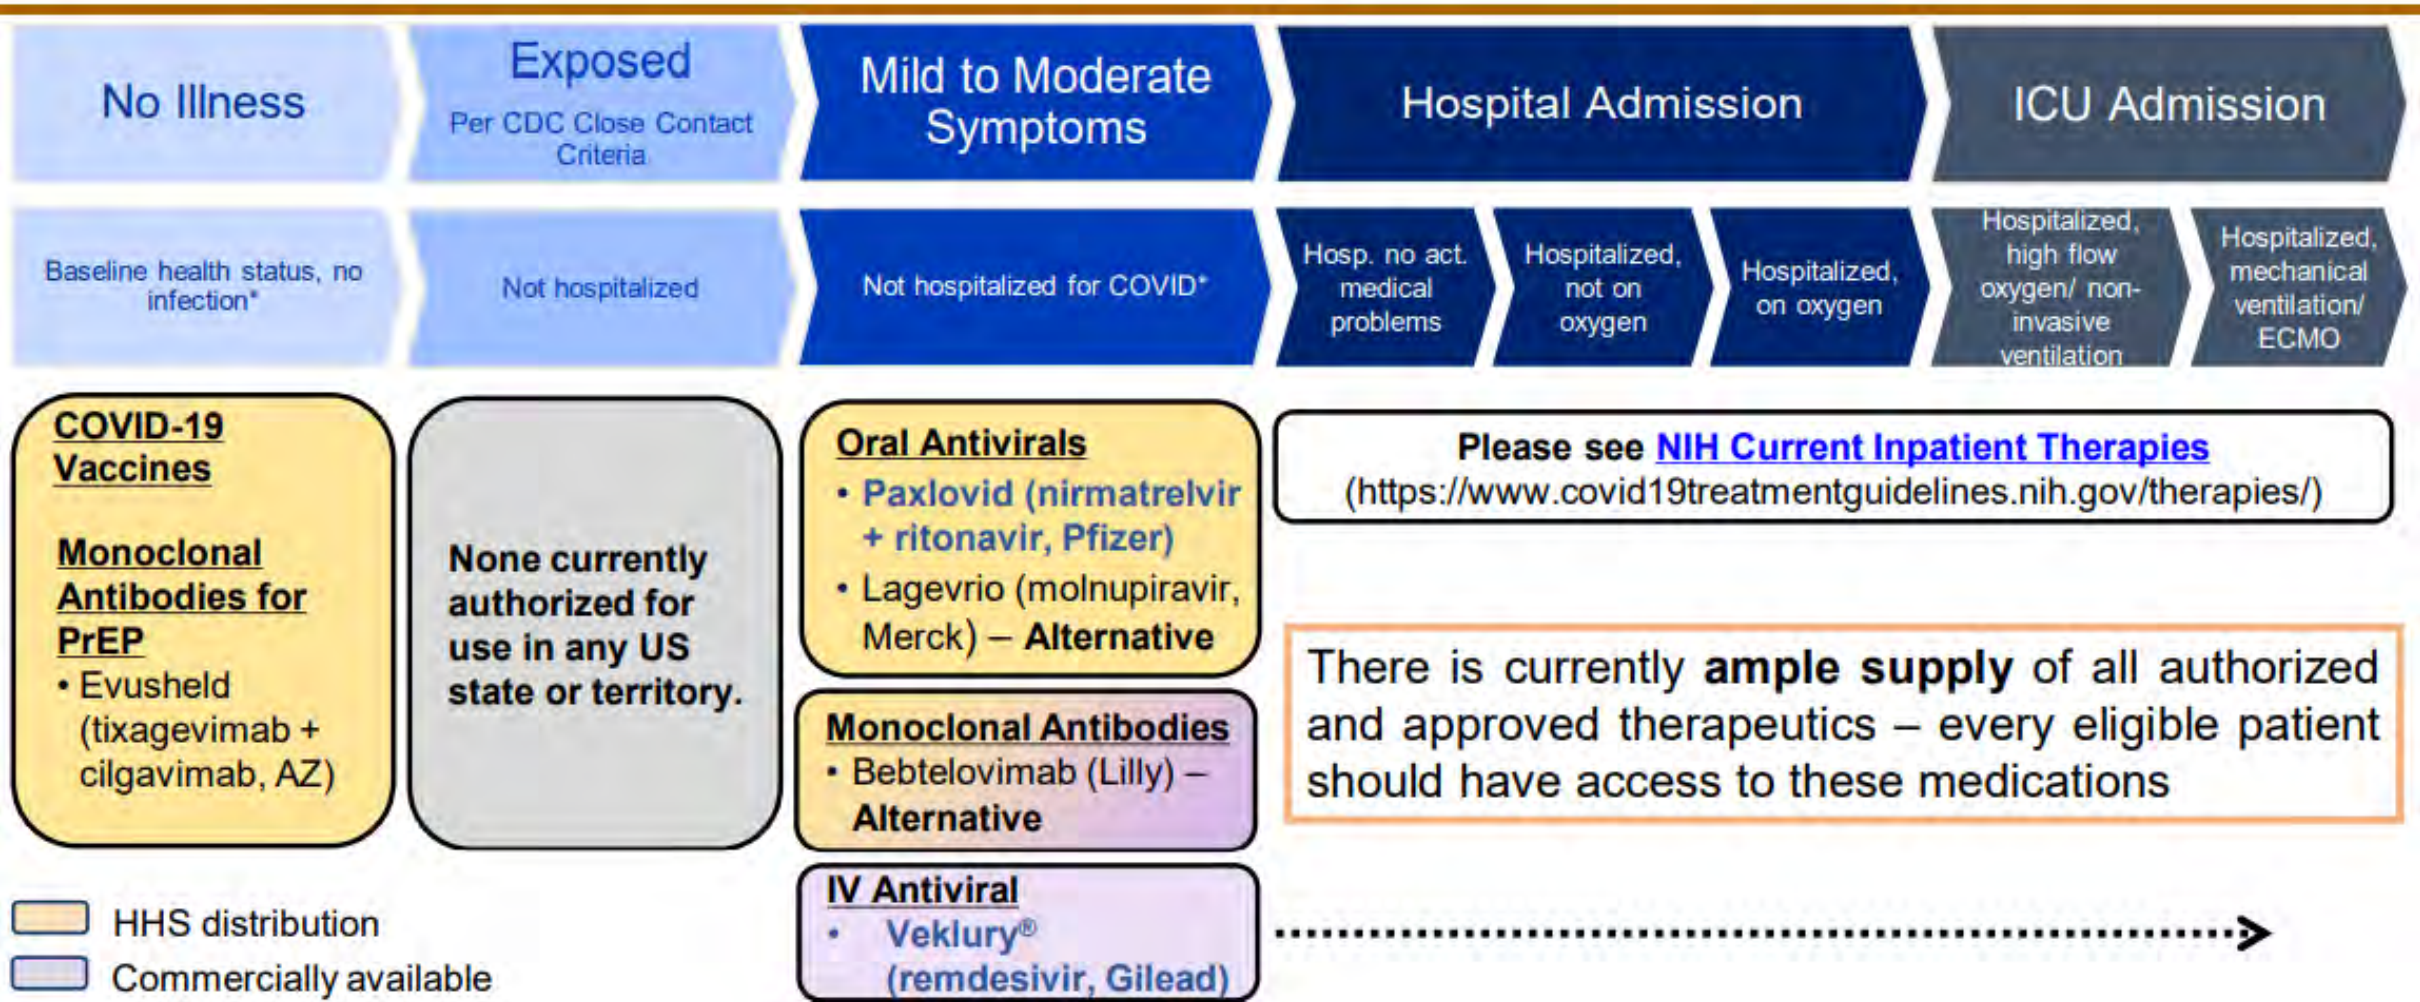 No Illness
Exposed
Per CDC Close Contact
Criteria
Mild to Moderate
Symptoms
Hospital Admission
ICU Admission
Baseline health status, no
infection*
Not hospitalized
Not hospitalized for COVID*
Hosp. no act.
medical
problems
Hospitalized,
not on
oxygen
Hospitalized,
on oxygen
Hospitalized,
high flow
oxygen/ non-
invasive
ventilation
Hospitalized,
mechanical
ventilation/
ECMO
COVID-19
Vaccines
Monoclonal
Antibodies for
PrEP
• Evusheld
(tixagevimab +
cilgavimab, AZ)
None currently
authorized for
use in any US
state or territory.
Oral Antivirals
• Paxlovid (nirmatrelvir
+ ritonavir, Pfizer)
• Lagevrio (molnupiravir,
Merck) – Alternative
Monoclonal Antibodies
• Bebtelovimab (Lilly) –
Alternative
IV Antiviral
• Veklury®
(remdesivir, Gilead)
Please see NIH Current Inpatient Therapies
(https://www.covid19treatmentguidelines.nih.gov/therapies/)
There is currently ample supply of all authorized
and approved therapeutics – every eligible patient
should have access to these medications
HHS distribution
Commercially available